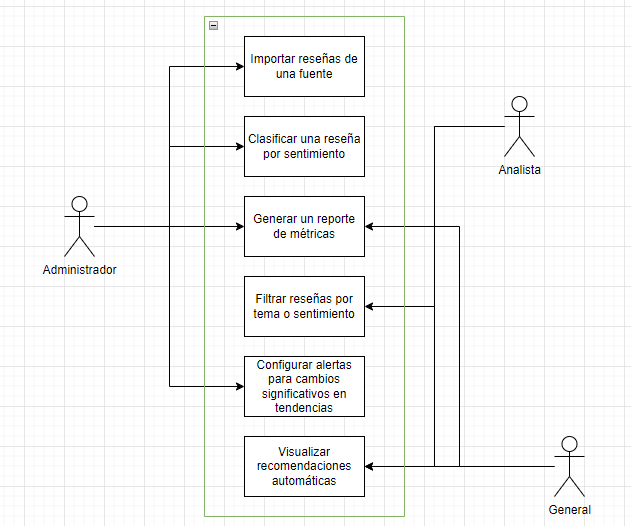 Importar reseñas de
una fuente
Clasificar una reseña
por sentimiento
Analista
Generar un reporte
de métricas
Administrador
Filtrar reseñas por
tema o sentimiento
Configurar alertas
para cambios
significativos en
tendencias
Visualizar
recomendaciones
automáticas
General